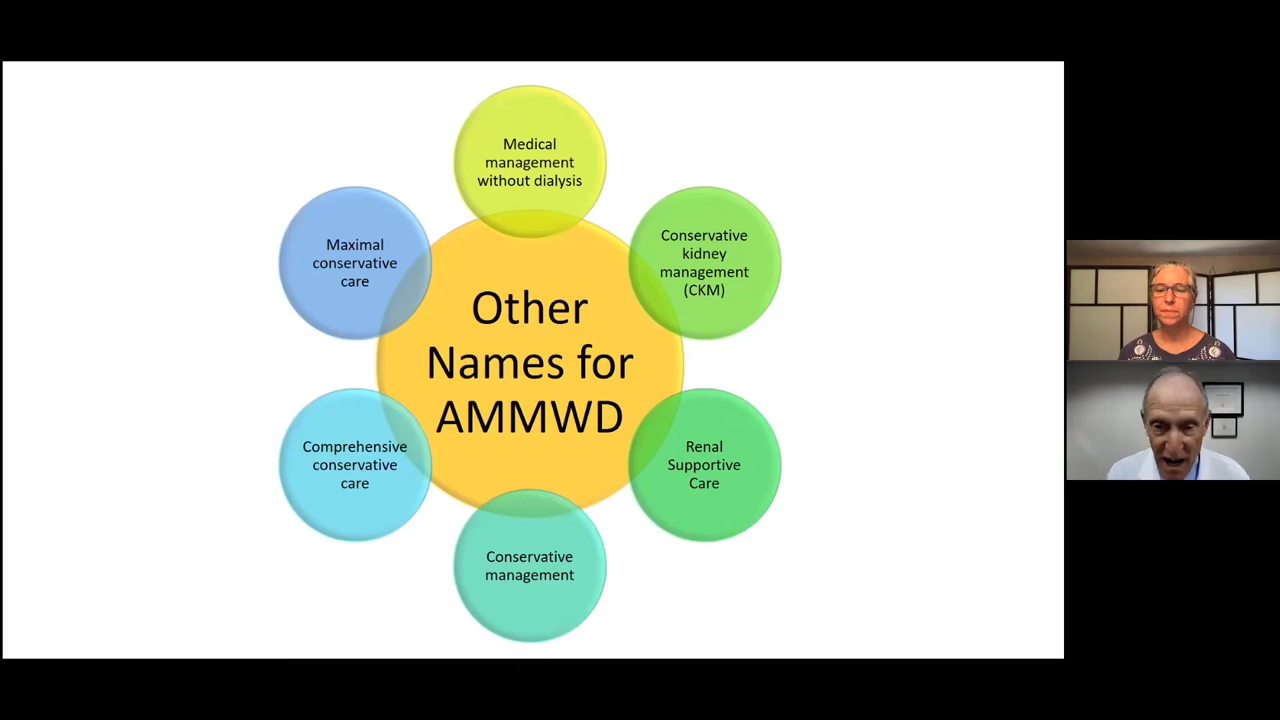 Medical
management
without dialysis
Conservative
kidney
management
(CKM)
Renal
Supportive
Care
Conservative
management
Comprehensive
conservative
care
Maximal
conservative
care
Other
Names for
AMMWD